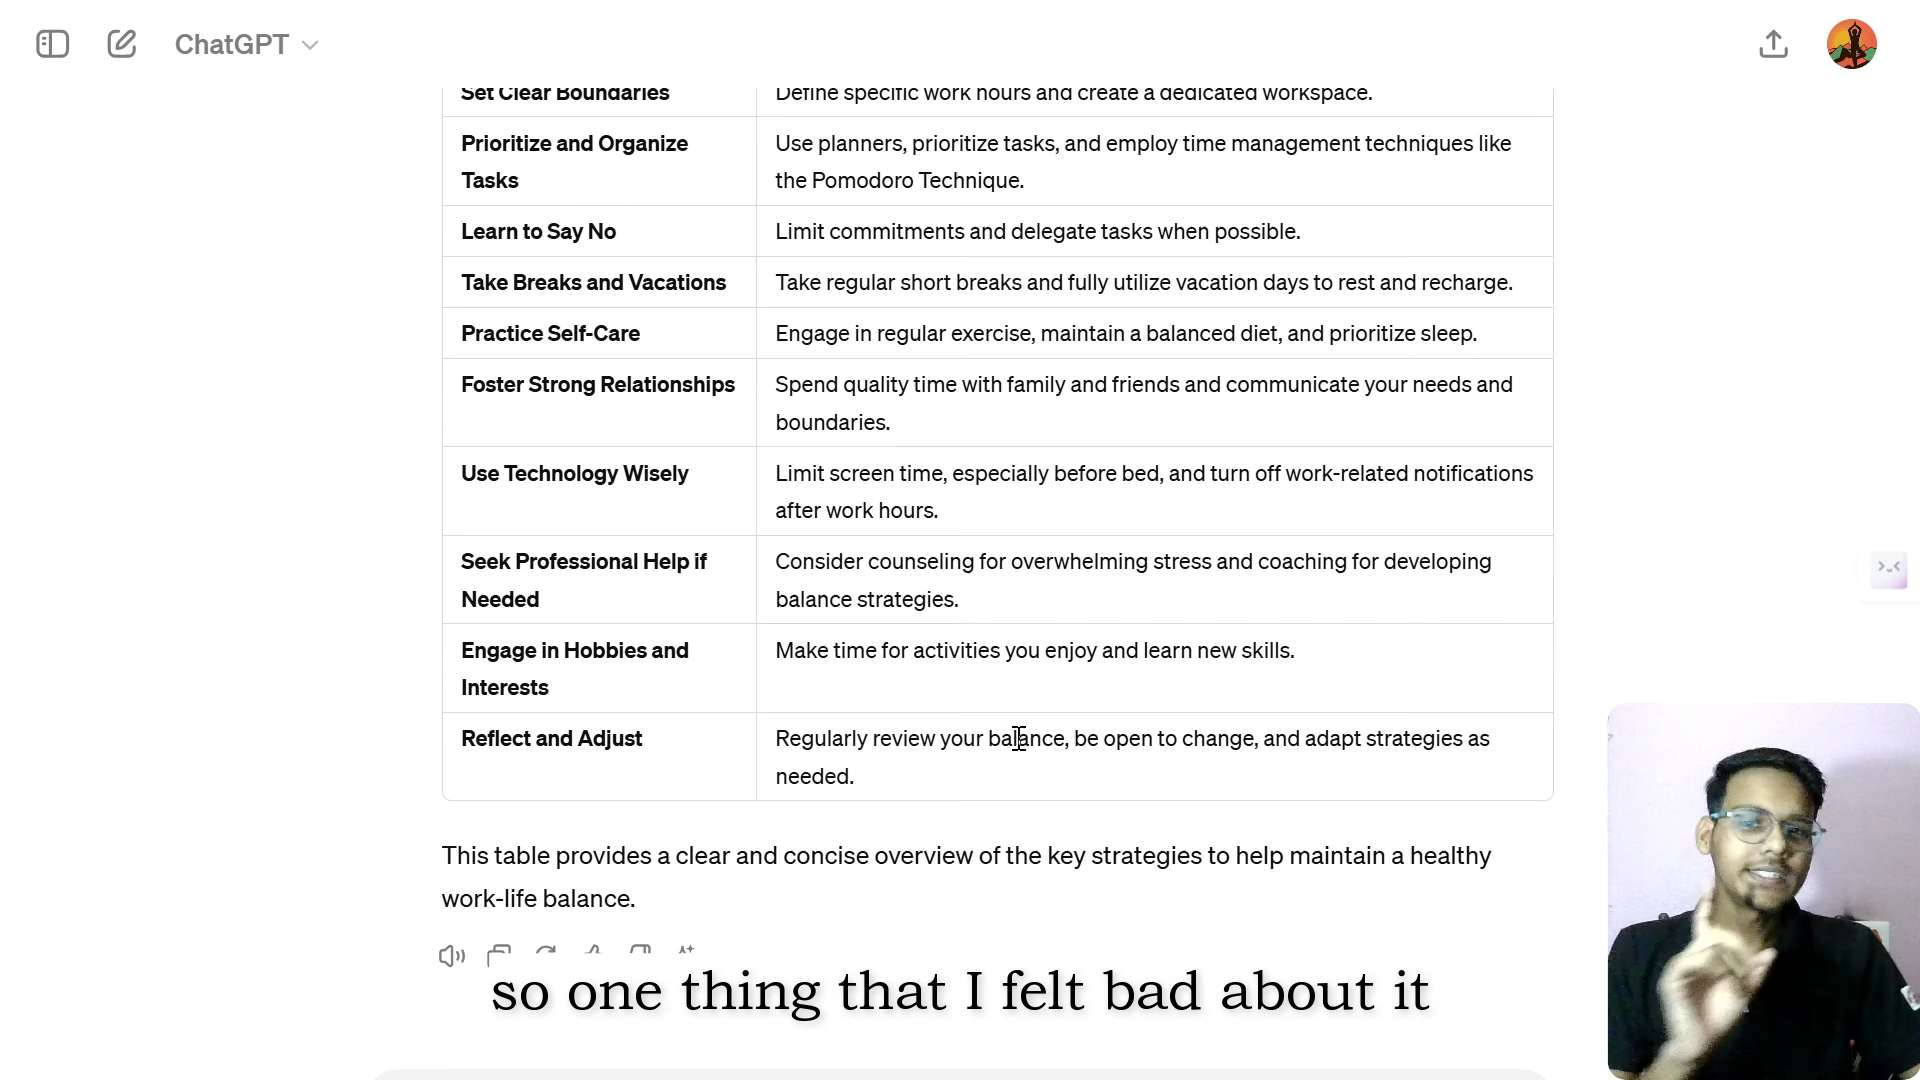 ChatGPT
Set Clear Boundaries
Define specific work hours and create a dedicated workspace.
Prioritize and Organize
Tasks
Use planners, prioritize tasks, and employ time management techniques like
the Pomodoro Technique.
Learn to Say No
Limit commitments and delegate tasks when possible.
Take Breaks and Vacations
Take regular short breaks and fully utilize vacation days to rest and recharge.
Practice Self-Care
Engage in regular exercise, maintain a balanced diet, and prioritize sleep.
Foster Strong Relationships
Spend quality time with family and friends and communicate your needs and
boundaries.
Use Technology Wisely
Limit screen time, especially before bed, and turn off work-related notifications
after work hours.
Seek Professional Help if
Needed
Consider counseling for overwhelming stress and coaching for developing
balance strategies.
Engage in Hobbies and
Interests
Make time for activities you enjoy and learn new skills.
Reflect and Adjust
Regularly review your balance, be open to change, and adapt strategies as
needed.
This table provides a clear and concise overview of the key strategies to help maintain a healthy
work-life balance.
so one thing that I felt bad about it